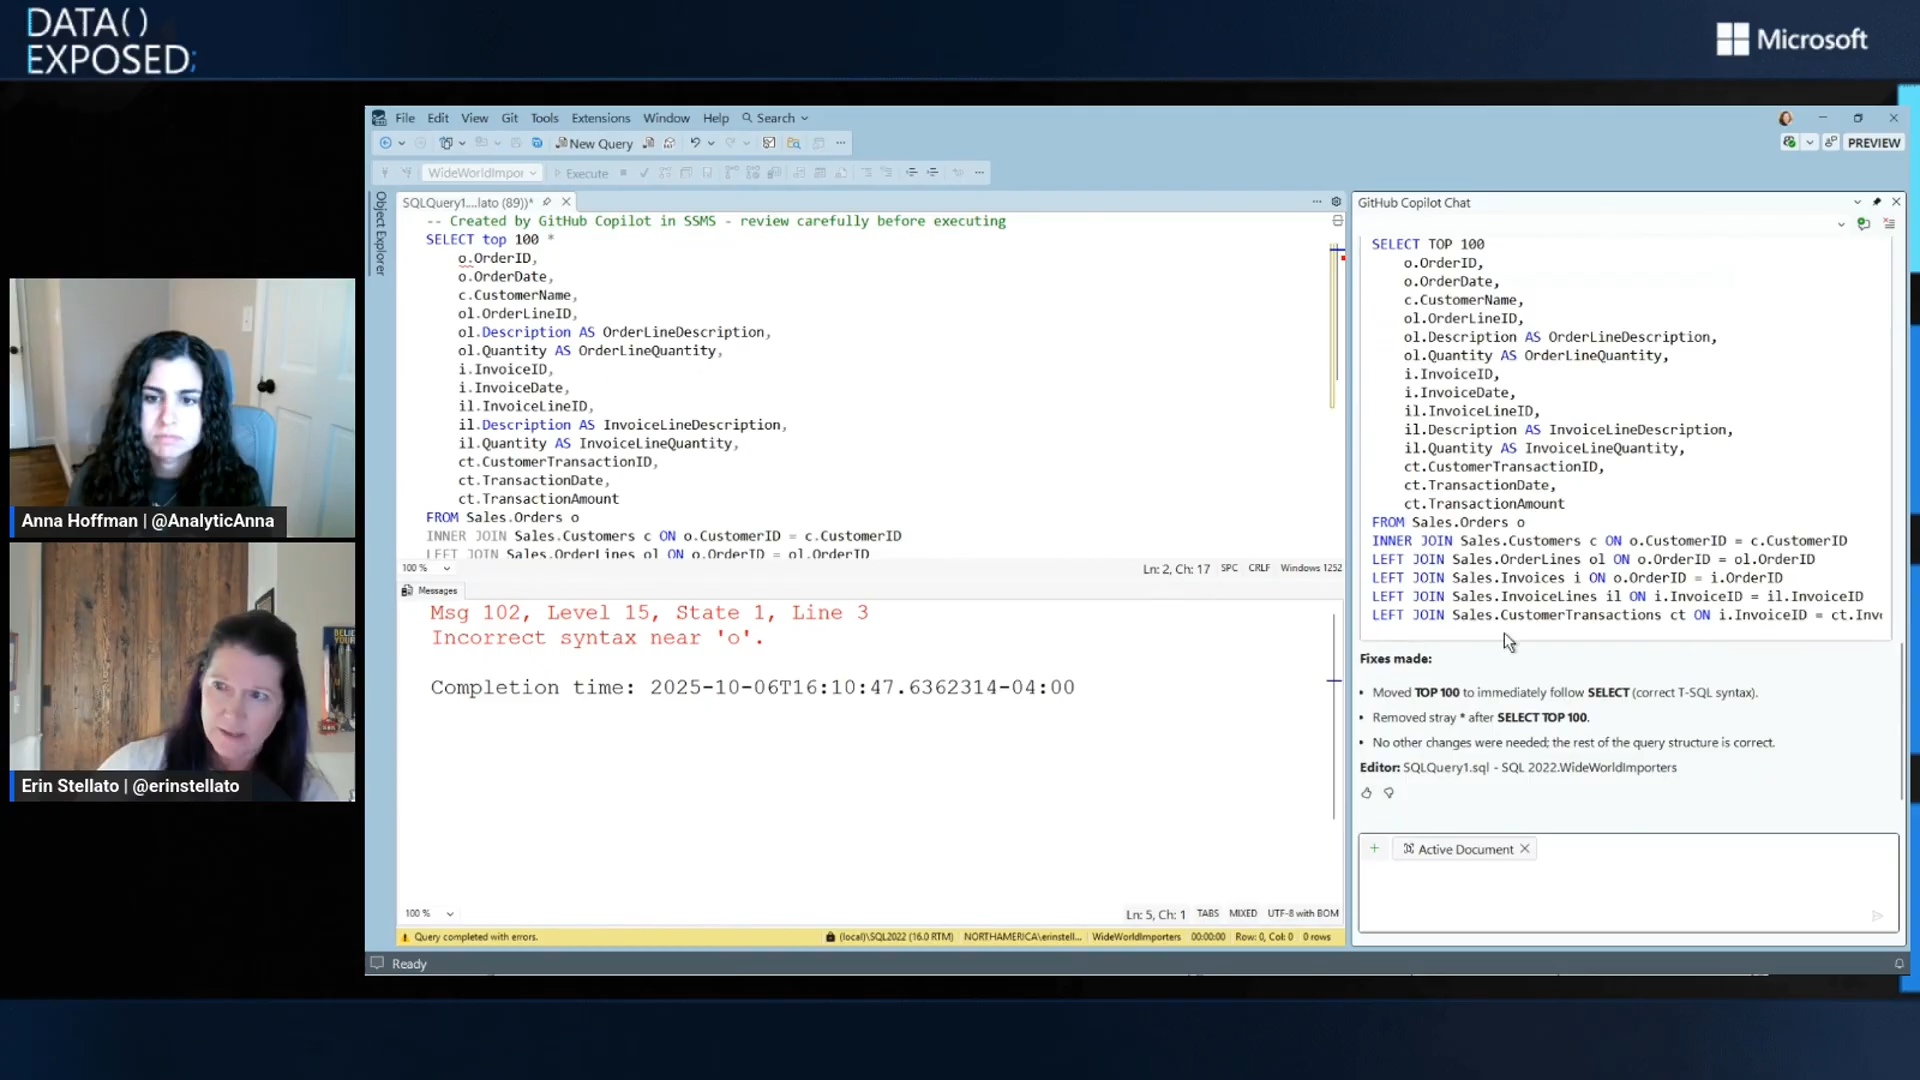 DATA()
EXPOSED;
Microsoft
File Edit View Git Tools Extensions Window Help Search
New Query
PREVIEW
WideWorldImpor
Execute
Object Explorer
SQLQuery1....lato (89))*
-- Created by GitHub Copilot in SSMS - review carefully before executing
SELECT top 100 *
o.OrderID,
o.OrderDate,
c.CustomerName,
ol.OrderLineID,
ol.Description AS OrderLineDescription,
ol.Quantity AS OrderLineQuantity,
i.InvoiceID,
i.InvoiceDate,
il.InvoiceLineID,
il.Description AS InvoiceLineDescription,
il.Quantity AS InvoiceLineQuantity,
ct.CustomerTransactionID,
ct.TransactionDate,
ct.TransactionAmount
FROM Sales.Orders o
INNER JOIN Sales.Customers c ON o.CustomerID = c.CustomerID
LEFT JOIN Sales.OrderLines ol ON o.OrderID = ol.OrderID
100 %
Ln: 2, Ch: 17 SPC CRLF Windows 1252
Messages
Msg 102, Level 15, State 1, Line 3
Incorrect syntax near 'o'.
Completion time: 2025-10-06T16:10:47.6362314-04:00
100 %
Ln: 5, Ch: 1 TABS MIXED UTF-8 with BOM
Query completed with errors.
(local)\SQL2022 (16.0 RTM) NORTHAMERICA\erinstell... WideWorldImporters 00:00:00 Row: 0, Col: 0 0 rows
Ready
GitHub Copilot Chat
SELECT TOP 100
o.OrderID,
o.OrderDate,
c.CustomerName,
ol.OrderLineID,
ol.Description AS OrderLineDescription,
ol.Quantity AS OrderLineQuantity,
i.InvoiceID,
i.InvoiceDate,
il.InvoiceLineID,
il.Description AS InvoiceLineDescription,
il.Quantity AS InvoiceLineQuantity,
ct.CustomerTransactionID,
ct.TransactionDate,
ct.TransactionAmount
FROM Sales.Orders o
INNER JOIN Sales.Customers c ON o.CustomerID = c.CustomerID
LEFT JOIN Sales.OrderLines ol ON o.OrderID = ol.OrderID
LEFT JOIN Sales.Invoices i ON o.OrderID = i.OrderID
LEFT JOIN Sales.InvoiceLines il ON i.InvoiceID = il.InvoiceID
LEFT JOIN Sales.CustomerTransactions ct ON i.InvoiceID = ct.Inv
Fixes made:
• Moved TOP 100 to immediately follow SELECT (correct T-SQL syntax).
• Removed stray * after SELECT TOP 100.
• No other changes were needed; the rest of the query structure is correct.
Editor: SQLQuery1.sql - SQL 2022.WideWorldImporters
Active Document
Anna Hoffman | @AnalyticAnna
Erin Stellato | @erinstellato